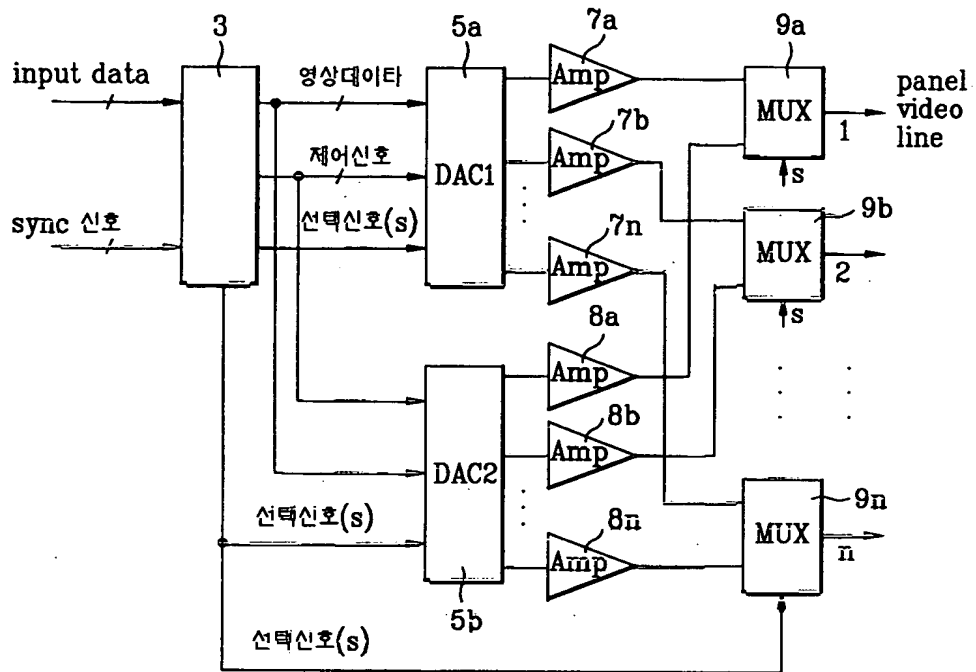 3
5a
7a
9a
input data
영상데이타
Amp
MUX
panel
video
line
1
7b
제어신호
DAC1
Amp
s
sync 신호
선택신호(s)
7n
Amp
9b
MUX
2
s
8a
Amp
8b
DAC2
Amp
9n
선택신호(s)
8n
MUX
n
Amp
5b
선택신호(s)